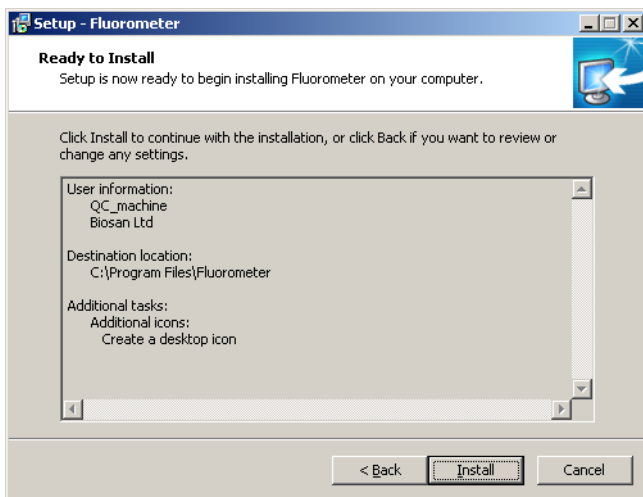 Setup - Fluorometer
Ready to Install
Setup is now ready to begin installing Fluorometer on your computer.
Click Install to continue with the installation, or click Back if you want to review or
change any settings.
User information:
QC_machine
Biosan Ltd
Destination location:
C:\Program Files\Fluorometer
Additional tasks:
Additional icons:
Create a desktop icon
< Back
Install
Cancel